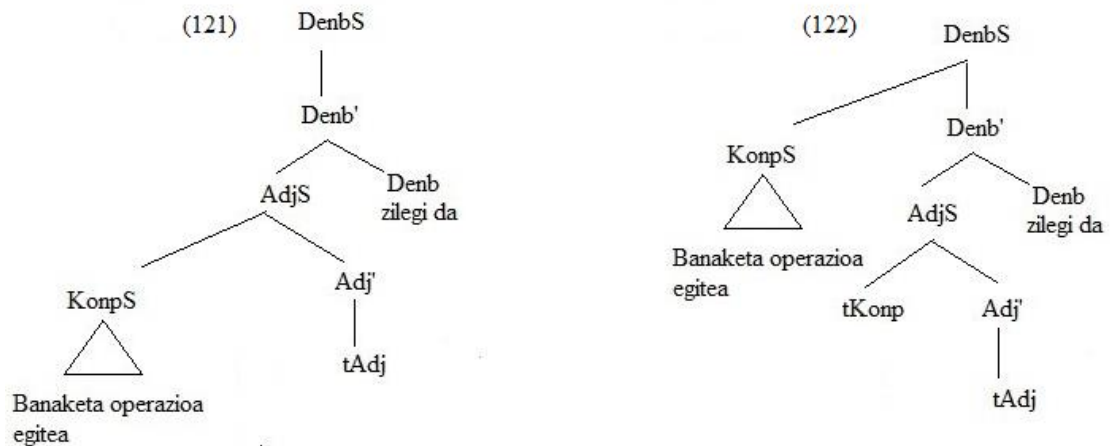 (121)
DenbS
Denb'
AdjS
Denb
zilegi da
KonpS
Adj'
tAdj
Banaketa operazioa
egitea
(122)
DenbS
KonpS
Denb'
Banaketa operazioa
egitea
AdjS
Denb
zilegi da
tKonp
Adj'
tAdj